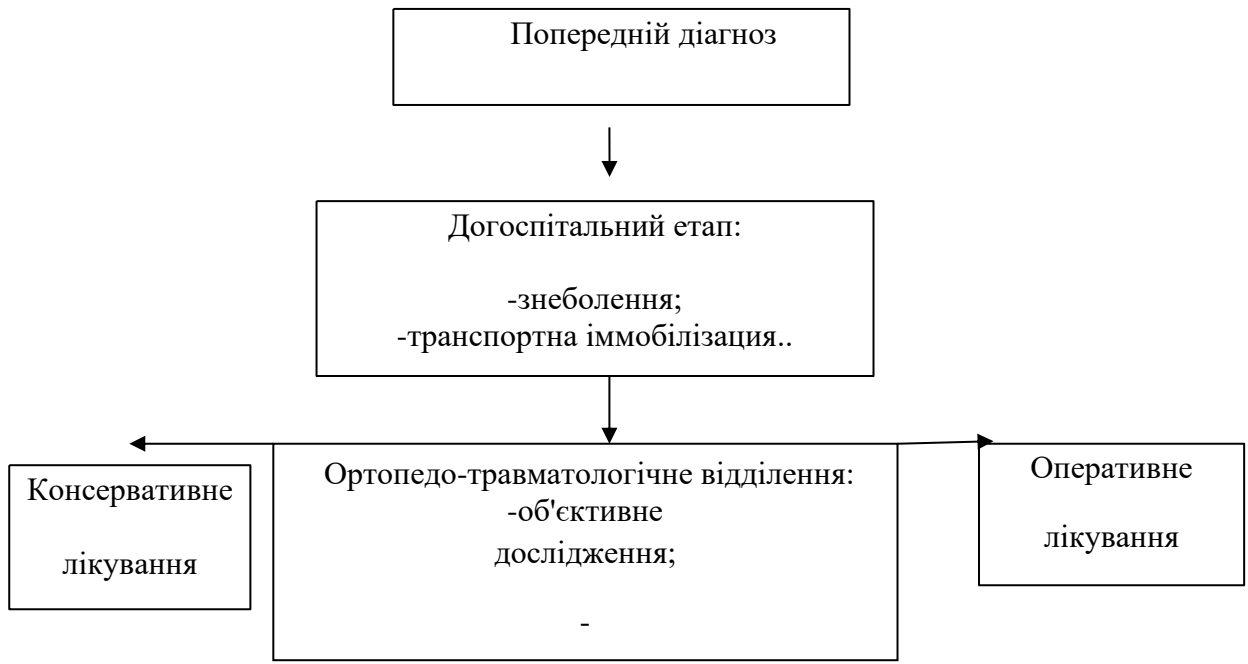 Попередній діагноз
Догоспітальний етап:
-знеболення;
-транспортна іммобілізация..
Консервативне
лікування
Ортопедо-травматологічне відділення:
-об'єктивне
дослідження;
-
Оперативне
лікування